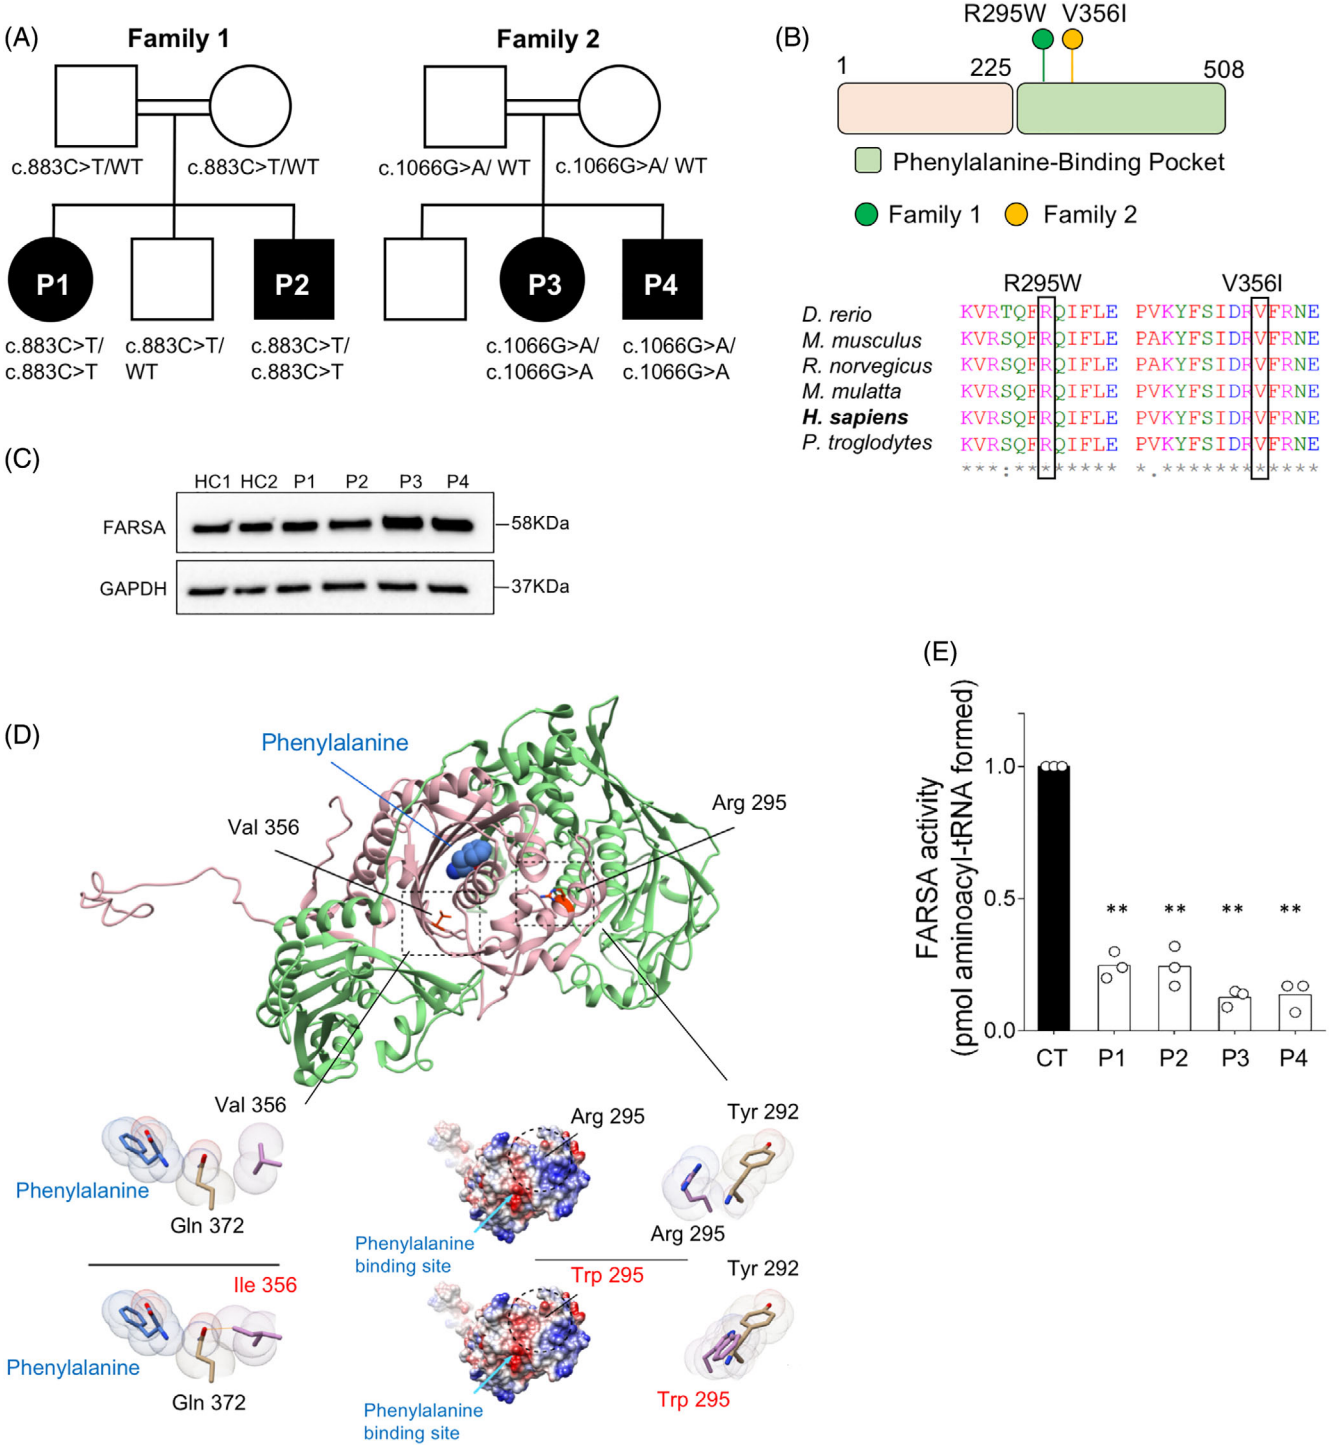 (A)
Family 1
Family 2
c.883C>T/WT
c.883C>T/WT
c.1066G>A/ WT
c.1066G>A/ WT
P1
P2
P3
P4
c.883C>T/
c.883C>T
c.883C>T/
WT
c.883C>T/
c.883C>T
c.1066G>A/
c.1066G>A
c.1066G>A/
c.1066G>A
(B)
R295W V356I
1
225
508
Phenylalanine-Binding Pocket
Family 1
Family 2
R295W V356I
D. rerio KVRTQFRQIFLE PVKYFSIDRVFRNE
M. musculus KVRSQFRQIFLE PAKYFSIDRVFRNE
R. norvegicus KVRSQFRQIFLE PAKYFSIDRVFRNE
M. mulatta KVRSQFRQIFLE PVKYFSIDRVFRNE
H. sapiens KVRSQFRQIFLE PVKYFSIDRVFRNE
P. troglodytes KVRSQFRQIFLE PVKYFSIDRVFRNE
***:******** *.************
(C)
HC1 HC2 P1 P2 P3 P4
FARSA
58KDa
GAPDH
37KDa
(D)
Phenylalanine
Val 356
Arg 295
Val 356
Phenylalanine
Gln 372
Ile 356
Phenylalanine
Gln 372
Arg 295
Phenylalanine
binding site
Trp 295
Phenylalanine
binding site
Tyr 292
Arg 295
Tyr 292
Trp 295
(E)
FARSA activity
(pmol aminoacyl-tRNA formed)
1.0
0.5
0.0
** ** ** **
CT P1 P2 P3 P4